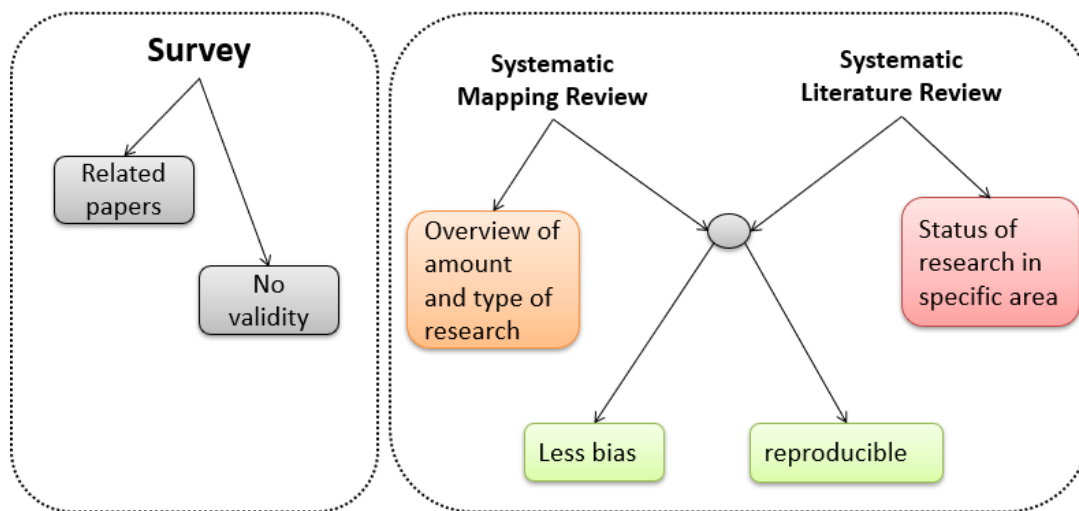 Survey
Related
papers
No
validity
Systematic
Mapping Review
Systematic
Literature Review
Overview of
amount
and type of
research
Status of
research in
specific area
Less bias
reproducible